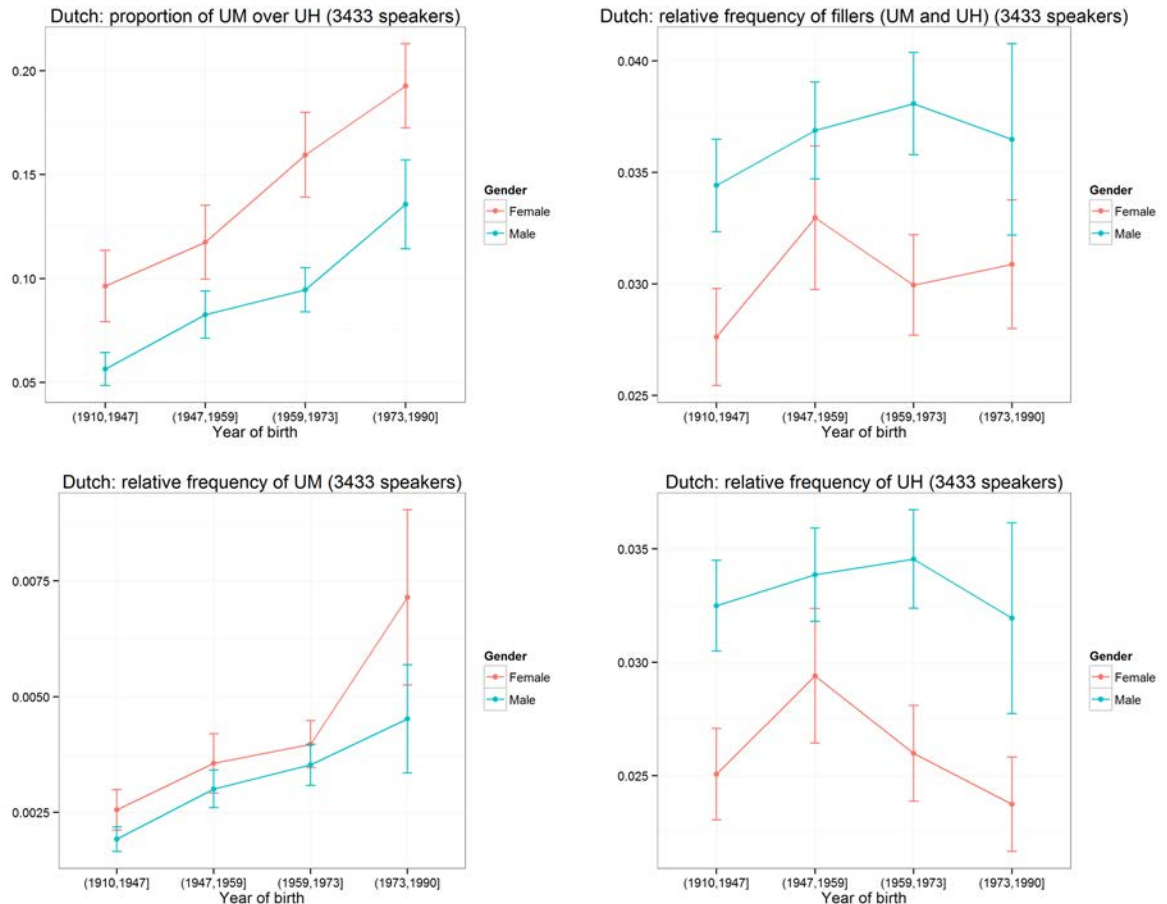 Dutch: proportion of UM over UH (3433 speakers)
0.20
0.15
0.10
0.05
(1910,1947]
(1947,1959]
(1959,1973]
(1973,1990]
Year of birth
Gender
Female
Male
Dutch: relative frequency of fillers (UM and UH) (3433 speakers)
0.040
0.035
0.030
0.025
(1910,1947]
(1947,1959]
(1959,1973]
(1973,1990]
Year of birth
Gender
Female
Male
Dutch: relative frequency of UM (3433 speakers)
0.0075
0.0050
0.0025
(1910,1947]
(1947,1959]
(1959,1973]
(1973,1990]
Year of birth
Gender
Female
Male
Dutch: relative frequency of UH (3433 speakers)
0.035
0.030
0.025
(1910,1947]
(1947,1959]
(1959,1973]
(1973,1990]
Year of birth
Gender
Female
Male